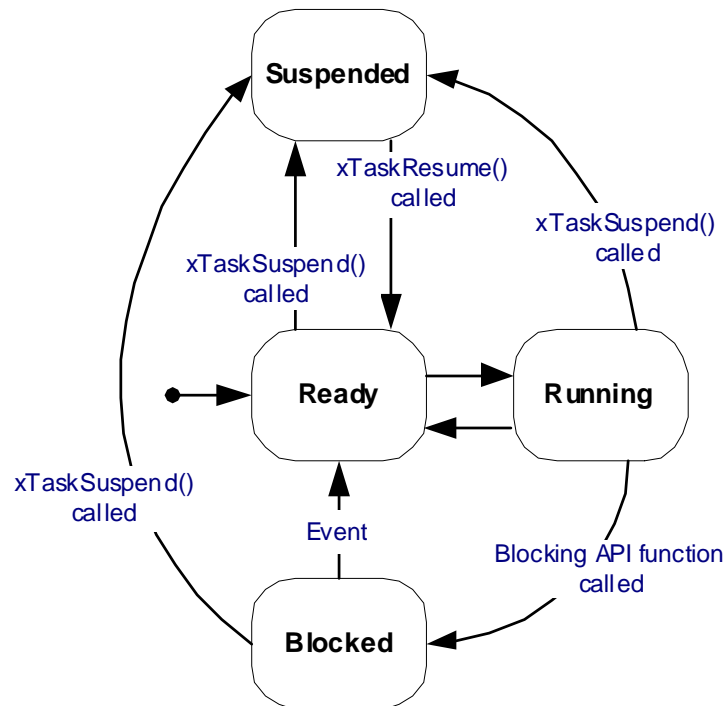 Suspended
xTaskResume()
called
xTaskSuspend()
called
xTaskSuspend()
called
Ready
Running
xTaskSuspend()
called
Event
Blocking API function
called
Blocked